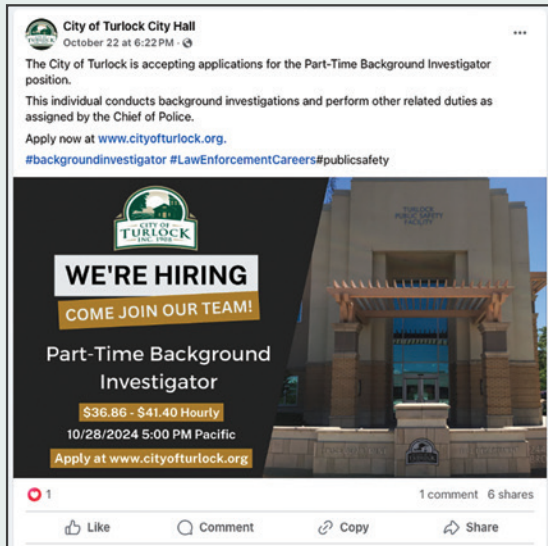 City of Turlock City Hall
October 22 at 6:22 PM ·
The City of Turlock is accepting applications for the Part-Time Background Investigator
position.
This individual conducts background investigations and perform other related duties as
assigned by the Chief of Police.
Apply now at www.cityofturlock.org.
#backgroundinvestigator #LawEnforcementCareers#publicsafety
CITY OF
TURLOCK
INC. 1908
WE'RE HIRING
COME JOIN OUR TEAM!
Part-Time Background
Investigator
$36.86 - $41.40 Hourly
10/28/2024 5:00 PM Pacific
Apply at www.cityofturlock.org
TURLOCK
PUBLIC SAFETY
FACILITY
1
1 comment 6 shares
Like Comment Copy Share